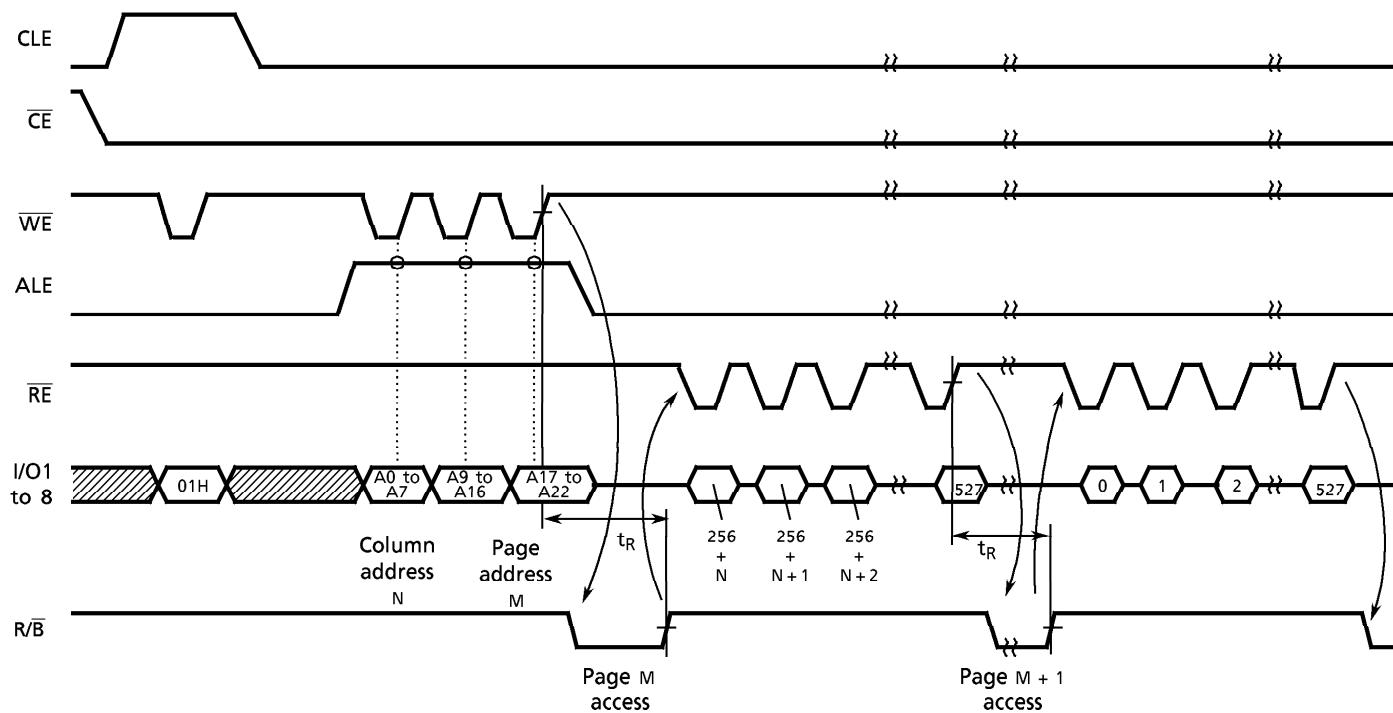 CLE
CE
WE
ALE
RE
I/O1
to 8
01H
A0 to
A7
A9 to
A16
A17 to
A22
527
0
1
2
527
Column
address
N
Page
address
M
tR
256
+
N
256
+
N + 1
256
+
N + 2
tR
R/B
Page M
access
Page M + 1
access